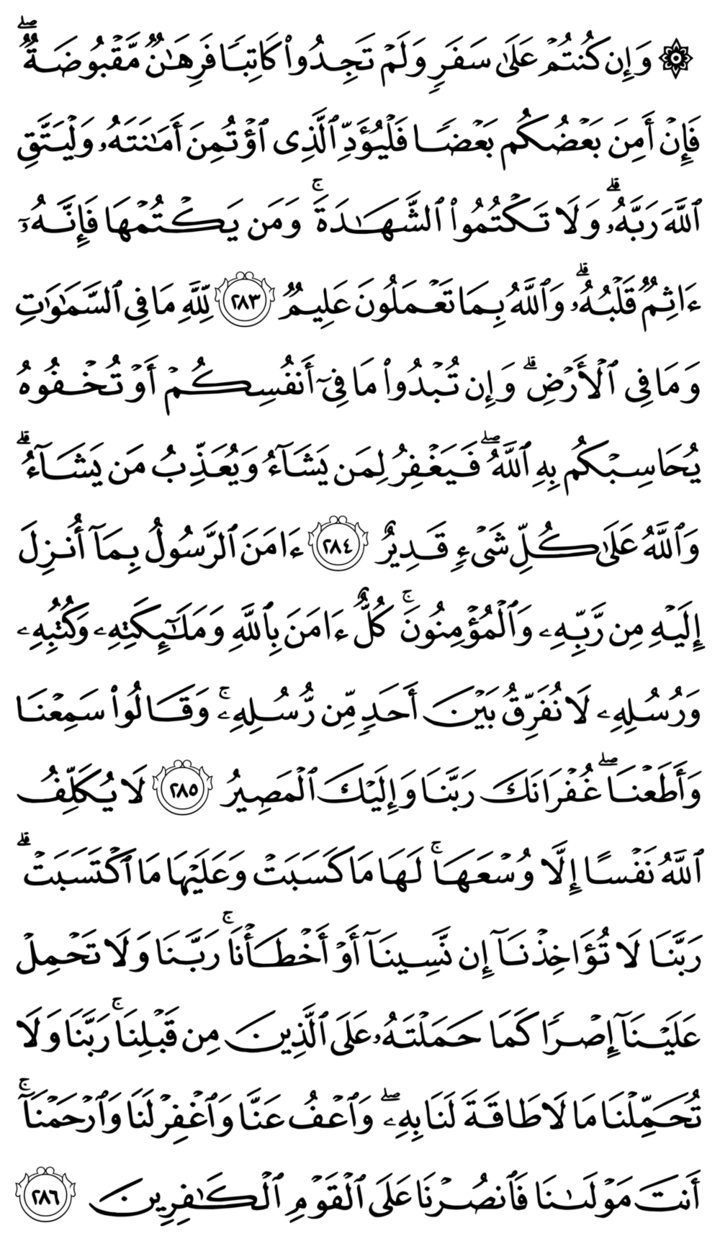 ۞ وَإِن كُنتُمْ عَلَىٰ سَفَرٍ وَلَمْ تَجِدُوا۟ كَاتِبًا فَرِهَـٰنٌ مَّقْبُوضَةٌ ۖ
فَإِنْ أَمِنَ بَعْضُكُم بَعْضًا فَلْيُؤَدِّ ٱلَّذِى ٱؤْتُمِنَ أَمَـٰنَتَهُۥ وَلْيَتَّقِ
ٱللَّهَ رَبَّهُۥ ۗ وَلَا تَكْتُمُوا۟ ٱلشَّهَـٰدَةَ ۚ وَمَن يَكْتُمْهَا فَإِنَّهُۥٓ
ءَاثِمٌ قَلْبُهُۥ ۗ وَٱللَّهُ بِمَا تَعْمَلُونَ عَلِيمٌ ٢٨٣ لِّلَّهِ مَا فِى ٱلسَّمَـٰوَٰتِ
وَمَا فِى ٱلْأَرْضِ ۗ وَإِن تُبْدُوا۟ مَا فِىٓ أَنفُسِكُمْ أَوْ تُخْفُوهُ
يُحَاسِبْكُم بِهِ ٱللَّهُ ۖ فَيَغْفِرُ لِمَن يَشَآءُ وَيُعَذِّبُ مَن يَشَآءُ ۗ
وَٱللَّهُ عَلَىٰ كُلِّ شَىْءٍ قَدِيرٌ ٢٨٤ ءَامَنَ ٱلرَّسُولُ بِمَآ أُنزِلَ
إِلَيْهِ مِن رَّبِّهِۦ وَٱلْمُؤْمِنُونَ ۚ كُلٌّ ءَامَنَ بِٱللَّهِ وَمَلَـٰٓئِكَتِهِۦ وَكُتُبِهِۦ
وَرُسُلِهِۦ لَا نُفَرِّقُ بَيْنَ أَحَدٍ مِّن رُّسُلِهِۦ ۚ وَقَالُوا۟ سَمِعْنَا
وَأَطَعْنَا ۖ غُفْرَانَكَ رَبَّنَا وَإِلَيْكَ ٱلْمَصِيرُ ٢٨٥ لَا يُكَلِّفُ
ٱللَّهُ نَفْسًا إِلَّا وُسْعَهَا ۚ لَهَا مَا كَسَبَتْ وَعَلَيْهَا مَا ٱكْتَسَبَتْ ۗ
رَبَّنَا لَا تُؤَاخِذْنَآ إِن نَّسِينَآ أَوْ أَخْطَأْنَا ۚ رَبَّنَا وَلَا تَحْمِلْ
عَلَيْنَآ إِصْرًا كَمَا حَمَلْتَهُۥ عَلَى ٱلَّذِينَ مِن قَبْلِنَا ۚ رَبَّنَا وَلَا
تُحَمِّلْنَا مَا لَا طَاقَةَ لَنَا بِهِۦ ۖ وَٱعْفُ عَنَّا وَٱغْفِرْ لَنَا وَٱرْحَمْنَآ ۚ
أَنتَ مَوْلَىٰنَا فَٱنصُرْنَا عَلَى ٱلْقَوْمِ ٱلْكَـٰفِرِينَ ٢٨٦